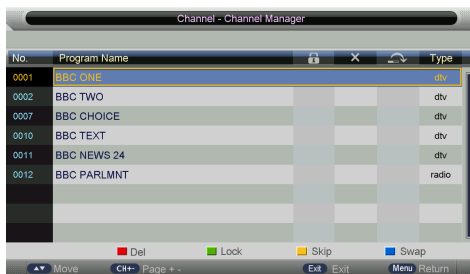 Channel - Channel Manager
No. Program Name Type
0001 BBC ONE dtv
0002 BBC TWO dtv
0007 BBC CHOICE dtv
0010 BBC TEXT dtv
0011 BBC NEWS 24 dtv
0012 BBC PARLMNT radio
Del Lock Skip Swap
Move CH+- Page + - Exit Exit Menu Return